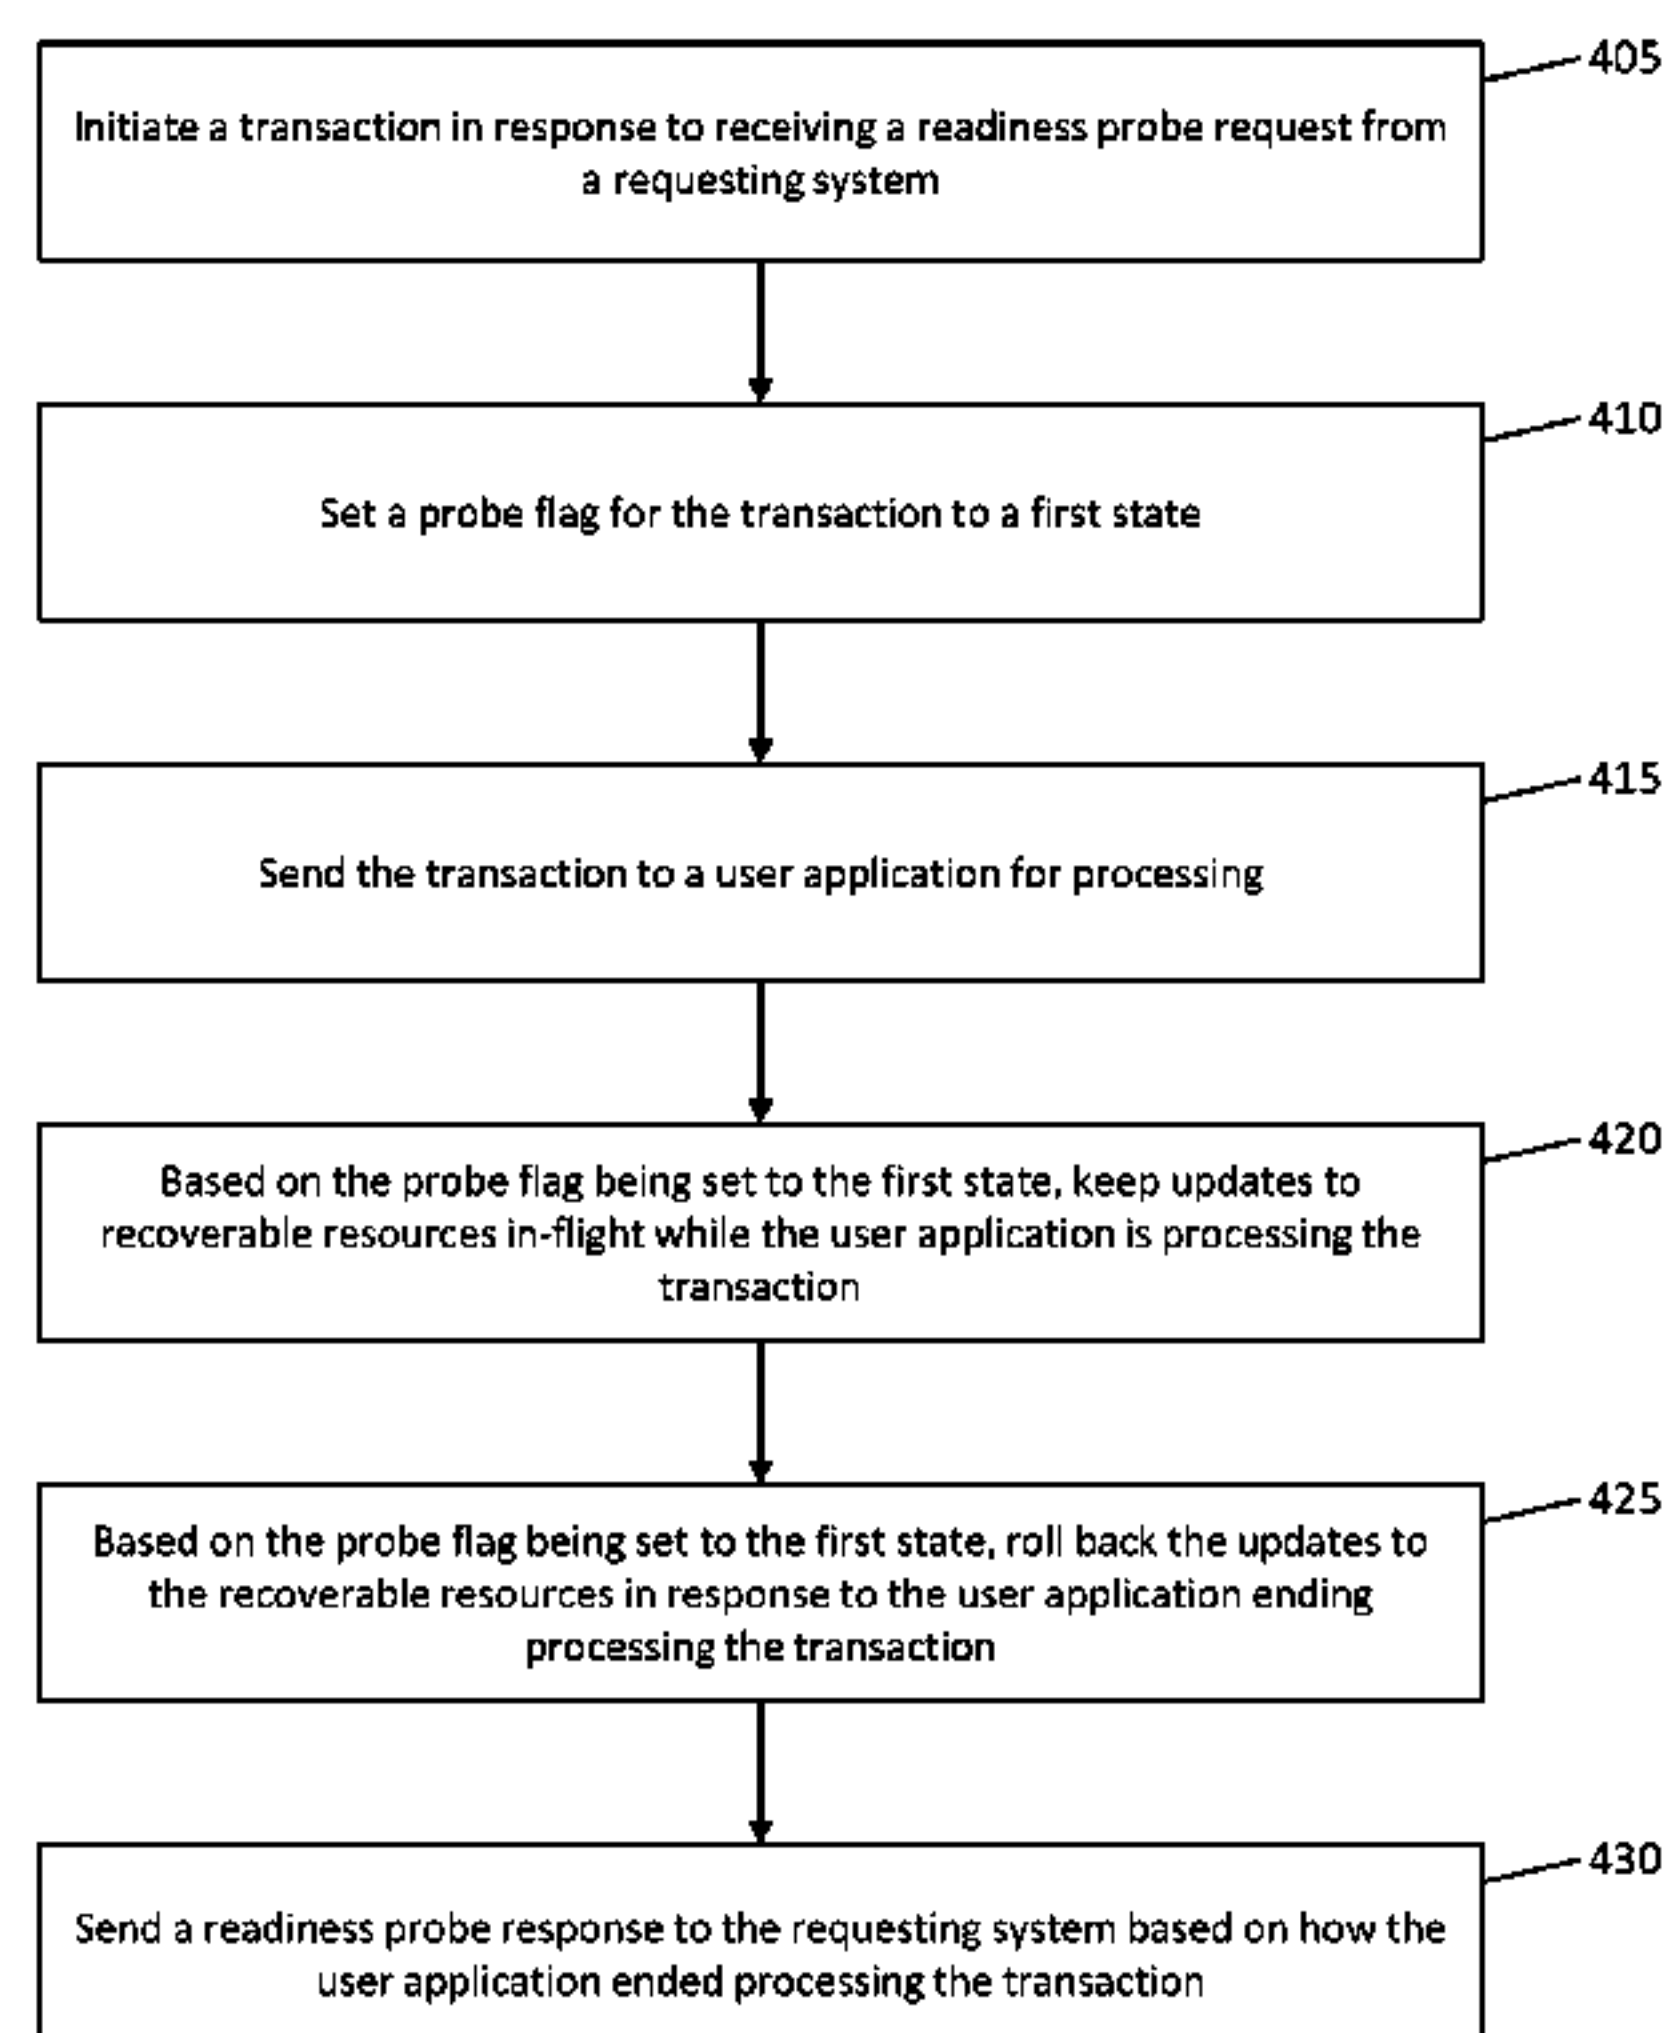 405
Initiate a transaction in response to receiving a readiness probe request from
a requesting system
410
Set a probe flag for the transaction to a first state
415
Send the transaction to a user application for processing
420
Based on the probe flag being set to the first state, keep updates to
recoverable resources in-flight while the user application is processing the
transaction
425
Based on the probe flag being set to the first state, roll back the updates to
the recoverable resources in response to the user application ending
processing the transaction
430
Send a readiness probe response to the requesting system based on how the
user application ended processing the transaction